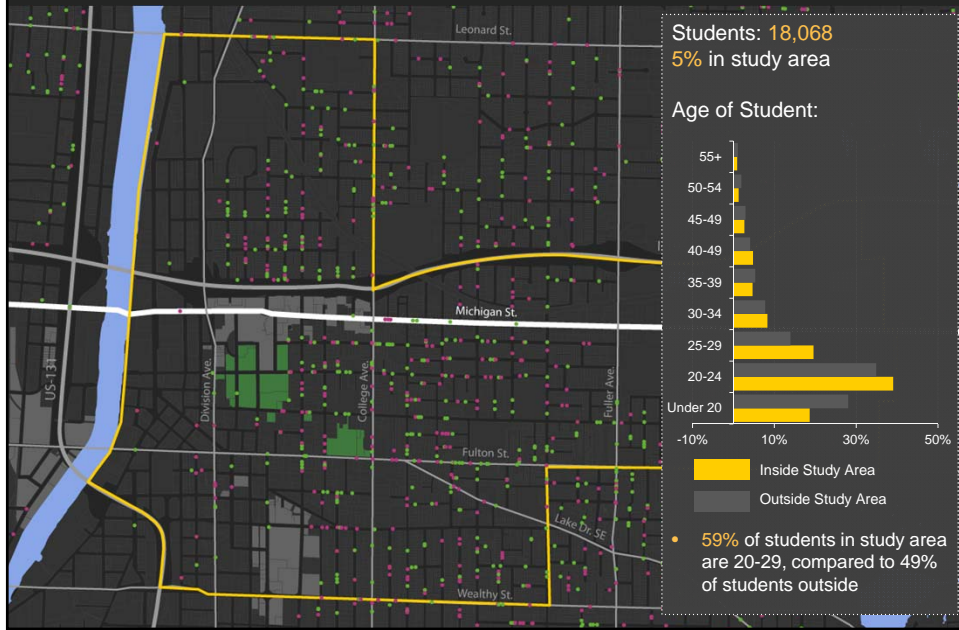 Leonard St.
Michigan St.
US-131
Division Ave.
College Ave.
Fuller Ave.
Fulton St.
Lake Dr. SE
Wealthy St.
Students: 18,068
5% in study area
Age of Student:
55+
50-54
45-49
40-49
35-39
30-34
25-29
20-24
Under 20
-10% 10% 30% 50%
Inside Study Area
Outside Study Area
• 59% of students in study area
are 20-29, compared to 49%
of students outside